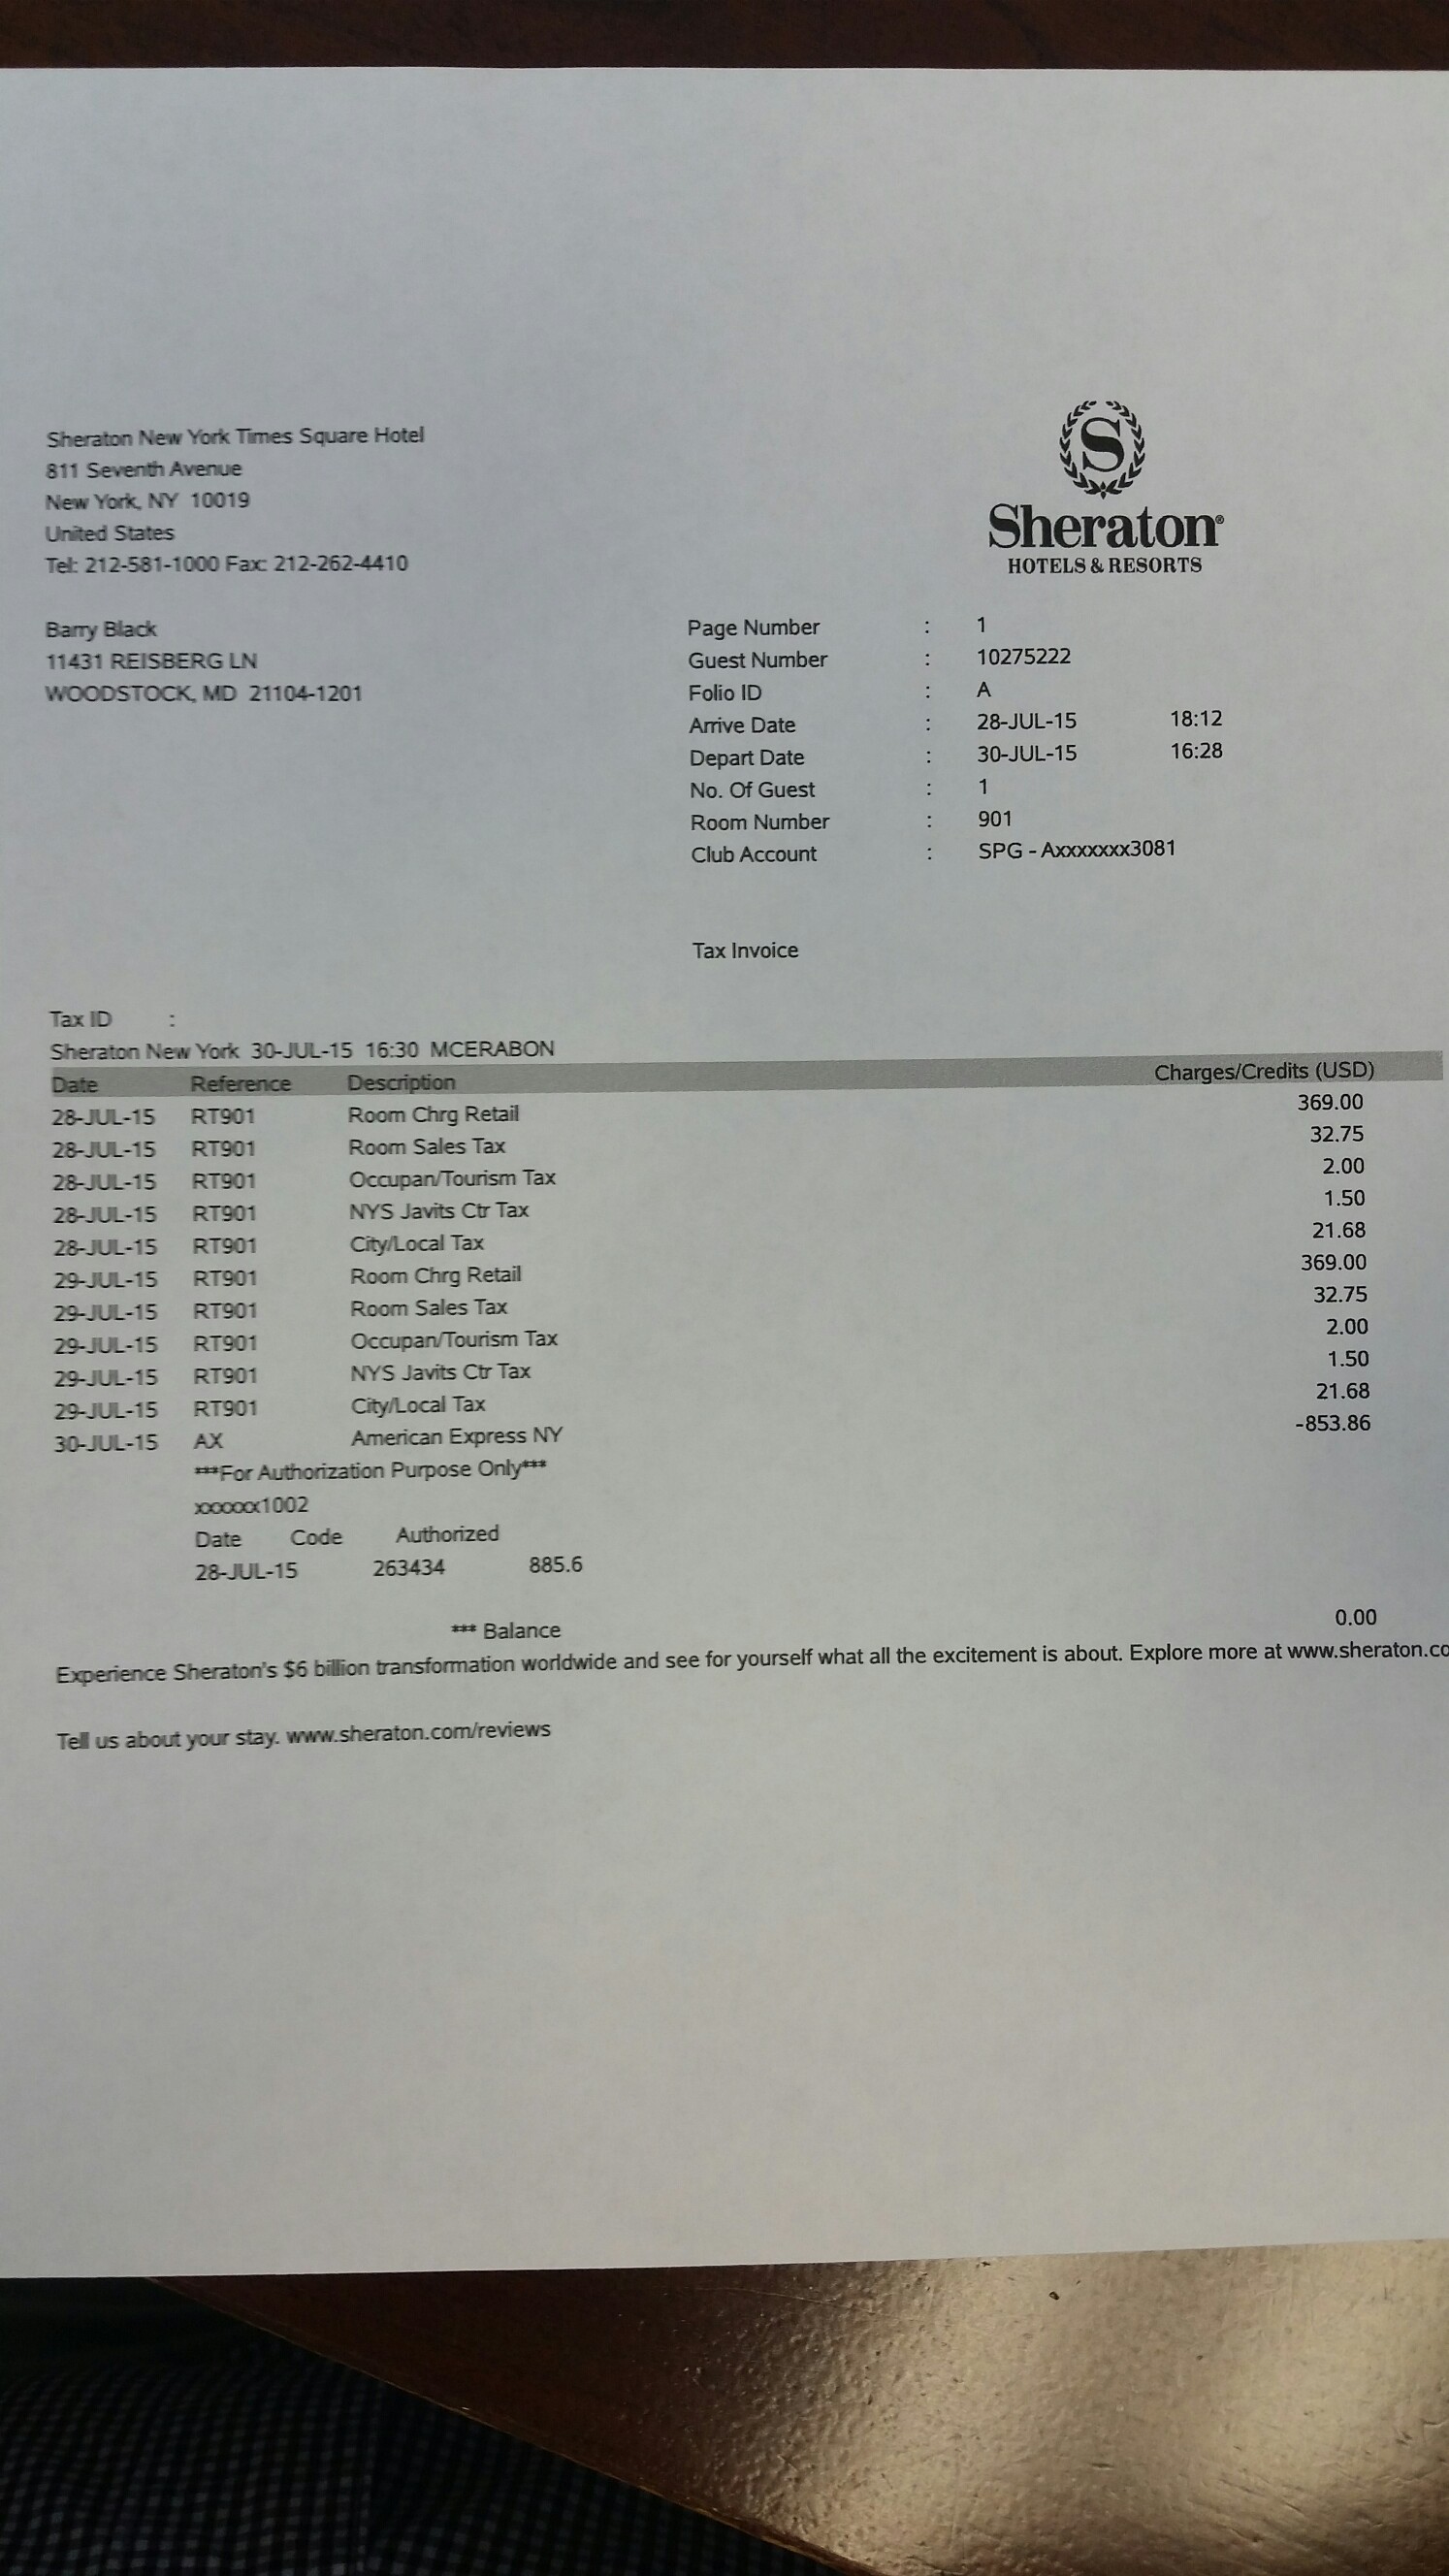 Sheraton New York Times Square Hotel
811 Seventh Avenue
New York, NY 10019
United States
Tel: 212-581-1000 Fax: 212-262-4410
S
Sheraton®
HOTELS & RESORTS
Barry Black
11431 REISBERG LN
WOODSTOCK, MD 21104-1201
Page Number : 1
Guest Number : 10275222
Folio ID : A
Arrive Date : 28-JUL-15 18:12
Depart Date : 30-JUL-15 16:28
No. Of Guest : 1
Room Number : 901
Club Account : SPG - Axxxxxxx3081
Tax Invoice
Tax ID :
Sheraton New York 30-JUL-15 16:30 MCERABON
Date Reference Description Charges/Credits (USD)
28-JUL-15 RT901 Room Chrg Retail 369.00
28-JUL-15 RT901 Room Sales Tax 32.75
28-JUL-15 RT901 Occupan/Tourism Tax 2.00
28-JUL-15 RT901 NYS Javits Ctr Tax 1.50
28-JUL-15 RT901 City/Local Tax 21.68
29-JUL-15 RT901 Room Chrg Retail 369.00
29-JUL-15 RT901 Room Sales Tax 32.75
29-JUL-15 RT901 Occupan/Tourism Tax 2.00
29-JUL-15 RT901 NYS Javits Ctr Tax 1.50
29-JUL-15 RT901 City/Local Tax 21.68
30-JUL-15 AX American Express NY -853.86
***For Authorization Purpose Only***
xxxxxx1002
Date Code Authorized
28-JUL-15 263434 885.6
*** Balance 0.00
Experience Sheraton's $6 billion transformation worldwide and see for yourself what all the excitement is about. Explore more at www.sheraton.co
Tell us about your stay. www.sheraton.com/reviews